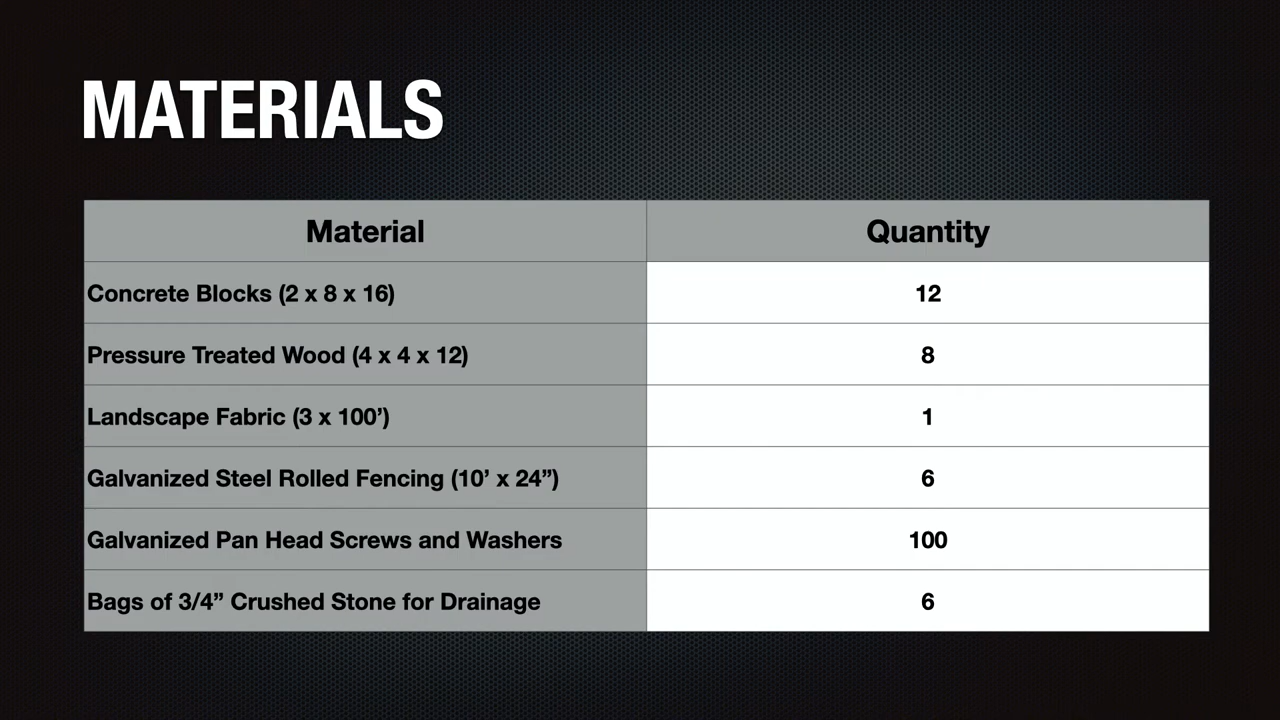 MATERIALS
Material Quantity
Concrete Blocks (2 x 8 x 16) 12
Pressure Treated Wood (4 x 4 x 12) 8
Landscape Fabric (3 x 100’) 1
Galvanized Steel Rolled Fencing (10’ x 24”) 6
Galvanized Pan Head Screws and Washers 100
Bags of 3/4” Crushed Stone for Drainage 6